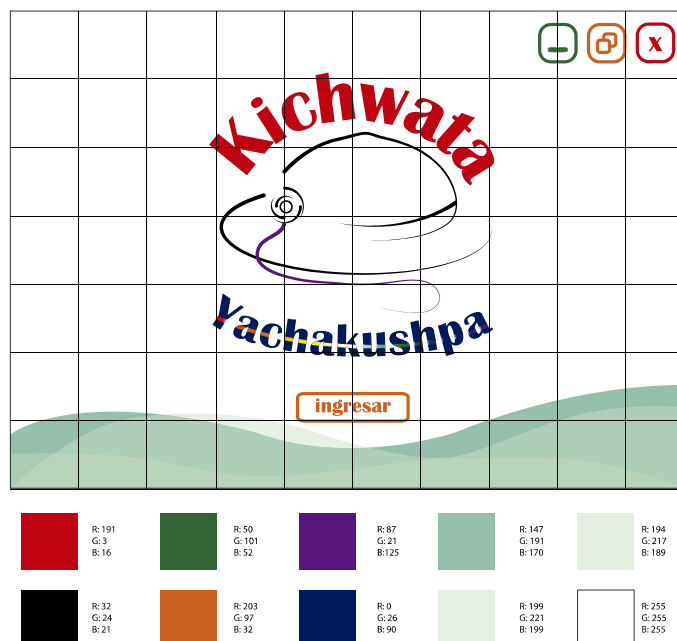 x
Kichwata
Yachakushpa
ingresar
R: 191
G: 3
B: 16
R: 50
G: 101
B: 52
R: 87
G: 21
B:125
R: 147
G: 191
B: 170
R: 194
G: 217
B: 189
R: 32
G: 24
B: 21
R: 203
G: 97
B: 32
R: 0
G: 26
B: 90
R: 199
G: 221
B: 199
R: 255
G: 255
B: 255